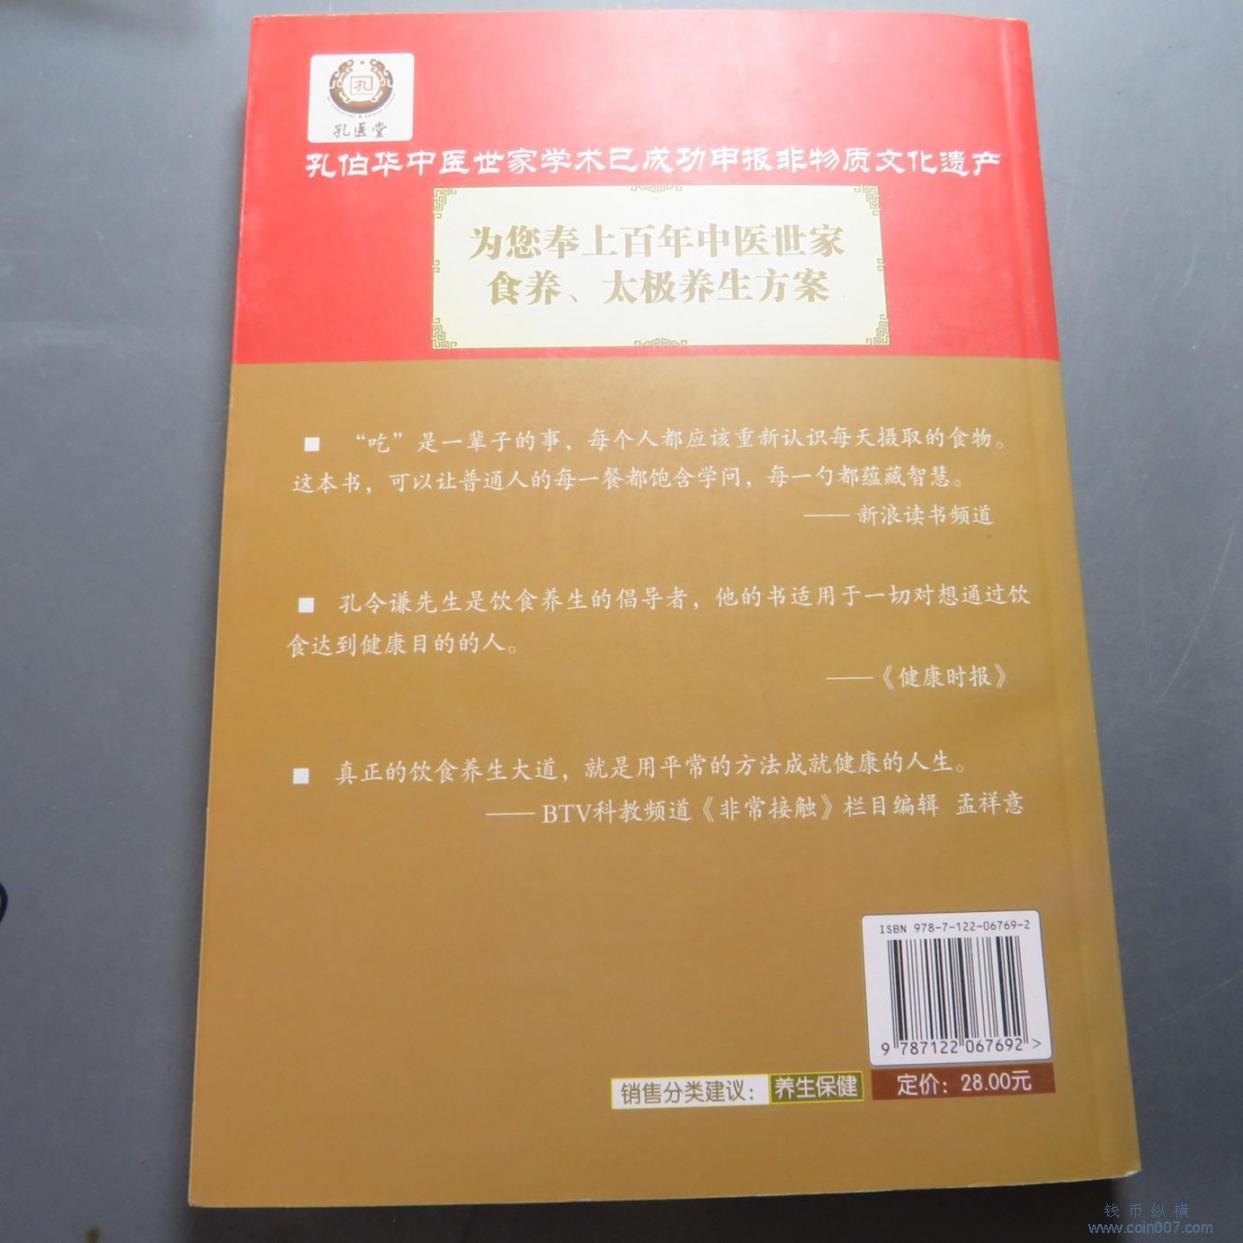 孔
孔医堂
孔伯华中医世家学术已成功申报非物质文化遗产
为您奉上百年中医世家
食养、太极养生方案
■ “吃”是一辈子的事，每个人都应该重新认识每天摄取的食物。
这本书，可以让普通人的每一餐都饱含学问，每一勺都蕴藏智慧。
——新浪读书频道
■ 孔令谦先生是饮食养生的倡导者，他的书适用于一切对想通过饮
食达到健康目的的人。
——《健康时报》
■ 真正的饮食养生大道，就是用平常的方法成就健康的人生。
——BTV科教频道《非常接触》栏目编辑 孟祥意
ISBN 978-7-122-06769-2
9 787122 067692 >
销售分类建议：养生保健
定价：28.00元
钱币纵横
www.coin007.com